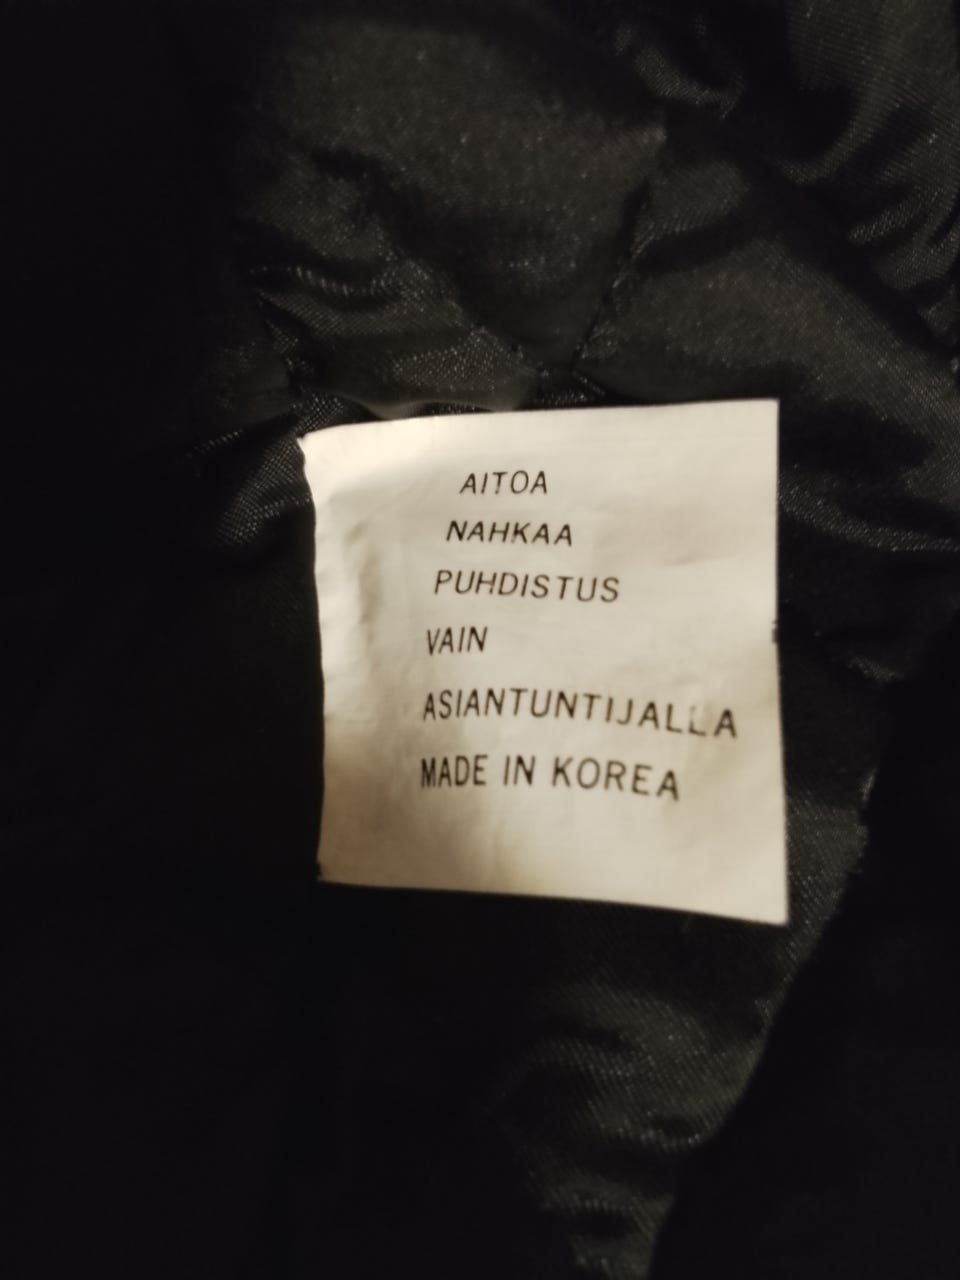 AITOA
NAHKAA
PUHDISTUS
VAIN
ASIANTUNTIJALLA
MADE IN KOREA